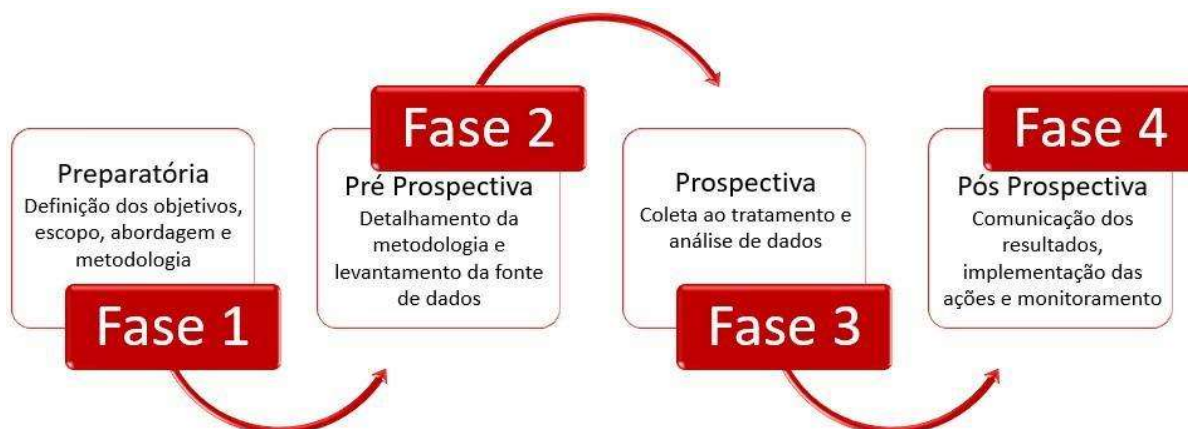 Preparatória
Definição dos objetivos,
escopo, abordagem e
metodologia
Fase 1
Fase 2
Pré Prospectiva
Detalhamento da
metodologia e
levantamento da fonte
de dados
Prospectiva
Coleta ao tratamento e
análise de dados
Fase 3
Fase 4
Pós Prospectiva
Comunicação dos
resultados,
implementação das
ações e monitoramento